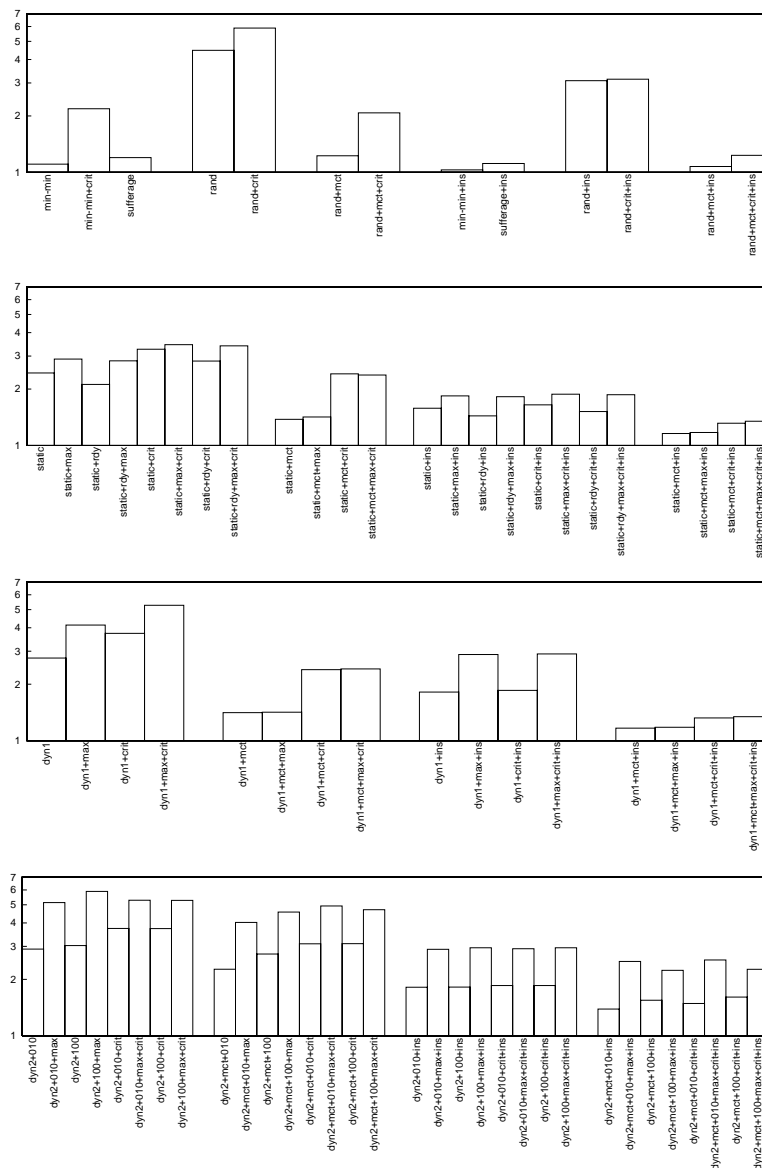 7
6
5
4
3
2
1
min-min
min-min+crit
sufferage
rand
rand+crit
rand+mct
rand+mct+crit
min-min+ins
sufferage+ins
rand+ins
rand+crit+ins
rand+mct+ins
rand+mct+crit+ins
7
6
5
4
3
2
1
static
static+max
static+rdy
static+rdy+max
static+crit
static+max+crit
static+rdy+crit
static+rdy+max+crit
static+mct
static+mct+max
static+mct+crit
static+mct+max+crit
static+ins
static+max+ins
static+rdy+ins
static+rdy+max+ins
static+crit+ins
static+max+crit+ins
static+rdy+crit+ins
static+rdy+max+crit+ins
static+mct+ins
static+mct+max+ins
static+mct+crit+ins
static+mct+max+crit+ins
7
6
5
4
3
2
1
dyn1
dyn1+max
dyn1+crit
dyn1+max+crit
dyn1+mct
dyn1+mct+max
dyn1+mct+crit
dyn1+mct+max+crit
dyn1+ins
dyn1+max+ins
dyn1+crit+ins
dyn1+max+crit+ins
dyn1+mct+ins
dyn1+mct+max+ins
dyn1+mct+crit+ins
dyn1+mct+max+crit+ins
7
6
5
4
3
2
1
dyn2+010
dyn2+010+max
dyn2+100
dyn2+100+max
dyn2+010+crit
dyn2+010+max+crit
dyn2+100+crit
dyn2+100+max+crit
dyn2+mct+010
dyn2+mct+010+max
dyn2+mct+100
dyn2+mct+100+max
dyn2+mct+010+crit
dyn2+mct+010+max+crit
dyn2+mct+100+crit
dyn2+mct+100+max+crit
dyn2+010+ins
dyn2+010+max+ins
dyn2+100+ins
dyn2+100+max+ins
dyn2+010+crit+ins
dyn2+010+max+crit+ins
dyn2+100+crit+ins
dyn2+100+max+crit+ins
dyn2+mct+010+ins
dyn2+mct+010+max+ins
dyn2+mct+100+ins
dyn2+mct+100+max+ins
dyn2+mct+010+crit+ins
dyn2+mct+010+max+crit+ins
dyn2+mct+100+crit+ins
dyn2+mct+100+max+crit+ins